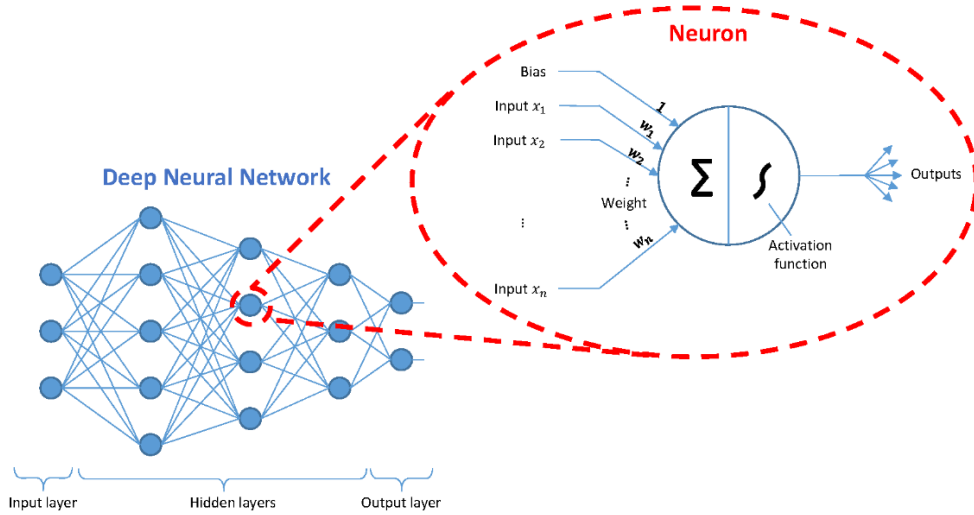 Neuron
Bias
1
Input x₁
w₁
Input x₂
w₂
...
Weight
...
...
wₙ
Input xₙ
Σ
∫
Activation
function
Outputs
Deep Neural Network
Input layer
Hidden layers
Output layer